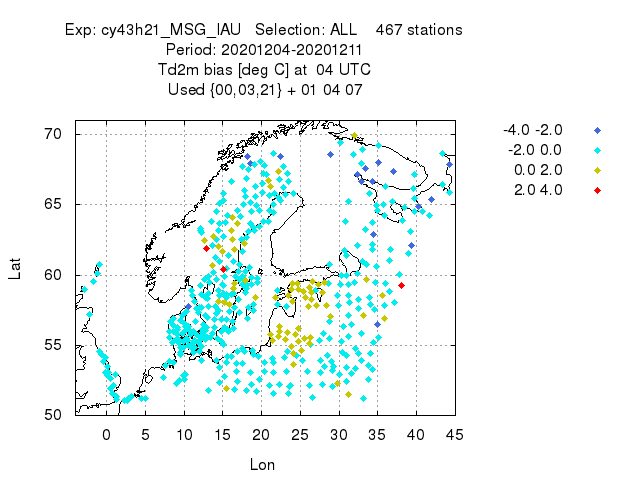 Exp: cy43h21_MSG_IAU   Selection: ALL    467 stations
Period: 20201204-20201211
Td2m bias [deg C] at  04 UTC
Used {00,03,21} + 01 04 07
-4.0 -2.0
-2.0 0.0
0.0 2.0
2.0 4.0
70
65
60
55
50
Lat
0 5 10 15 20 25 30 35 40 45
Lon